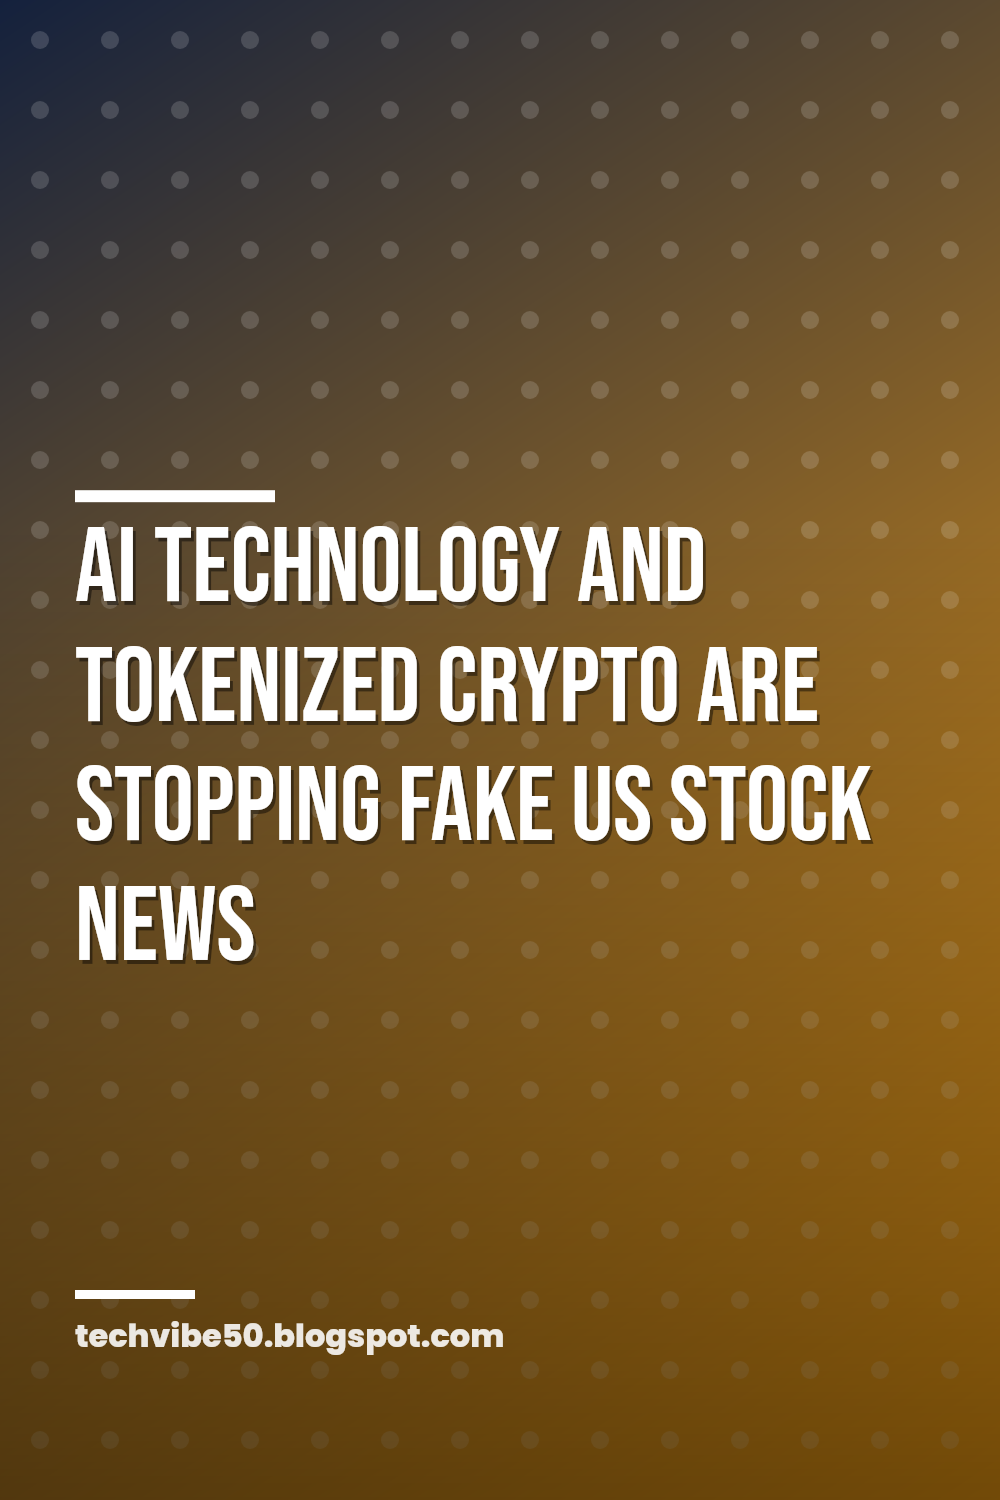 AI TECHNOLOGY AND
TOKENIZED CRYPTO ARE
STOPPING FAKE US STOCK
NEWS
techvibe50.blogspot.com